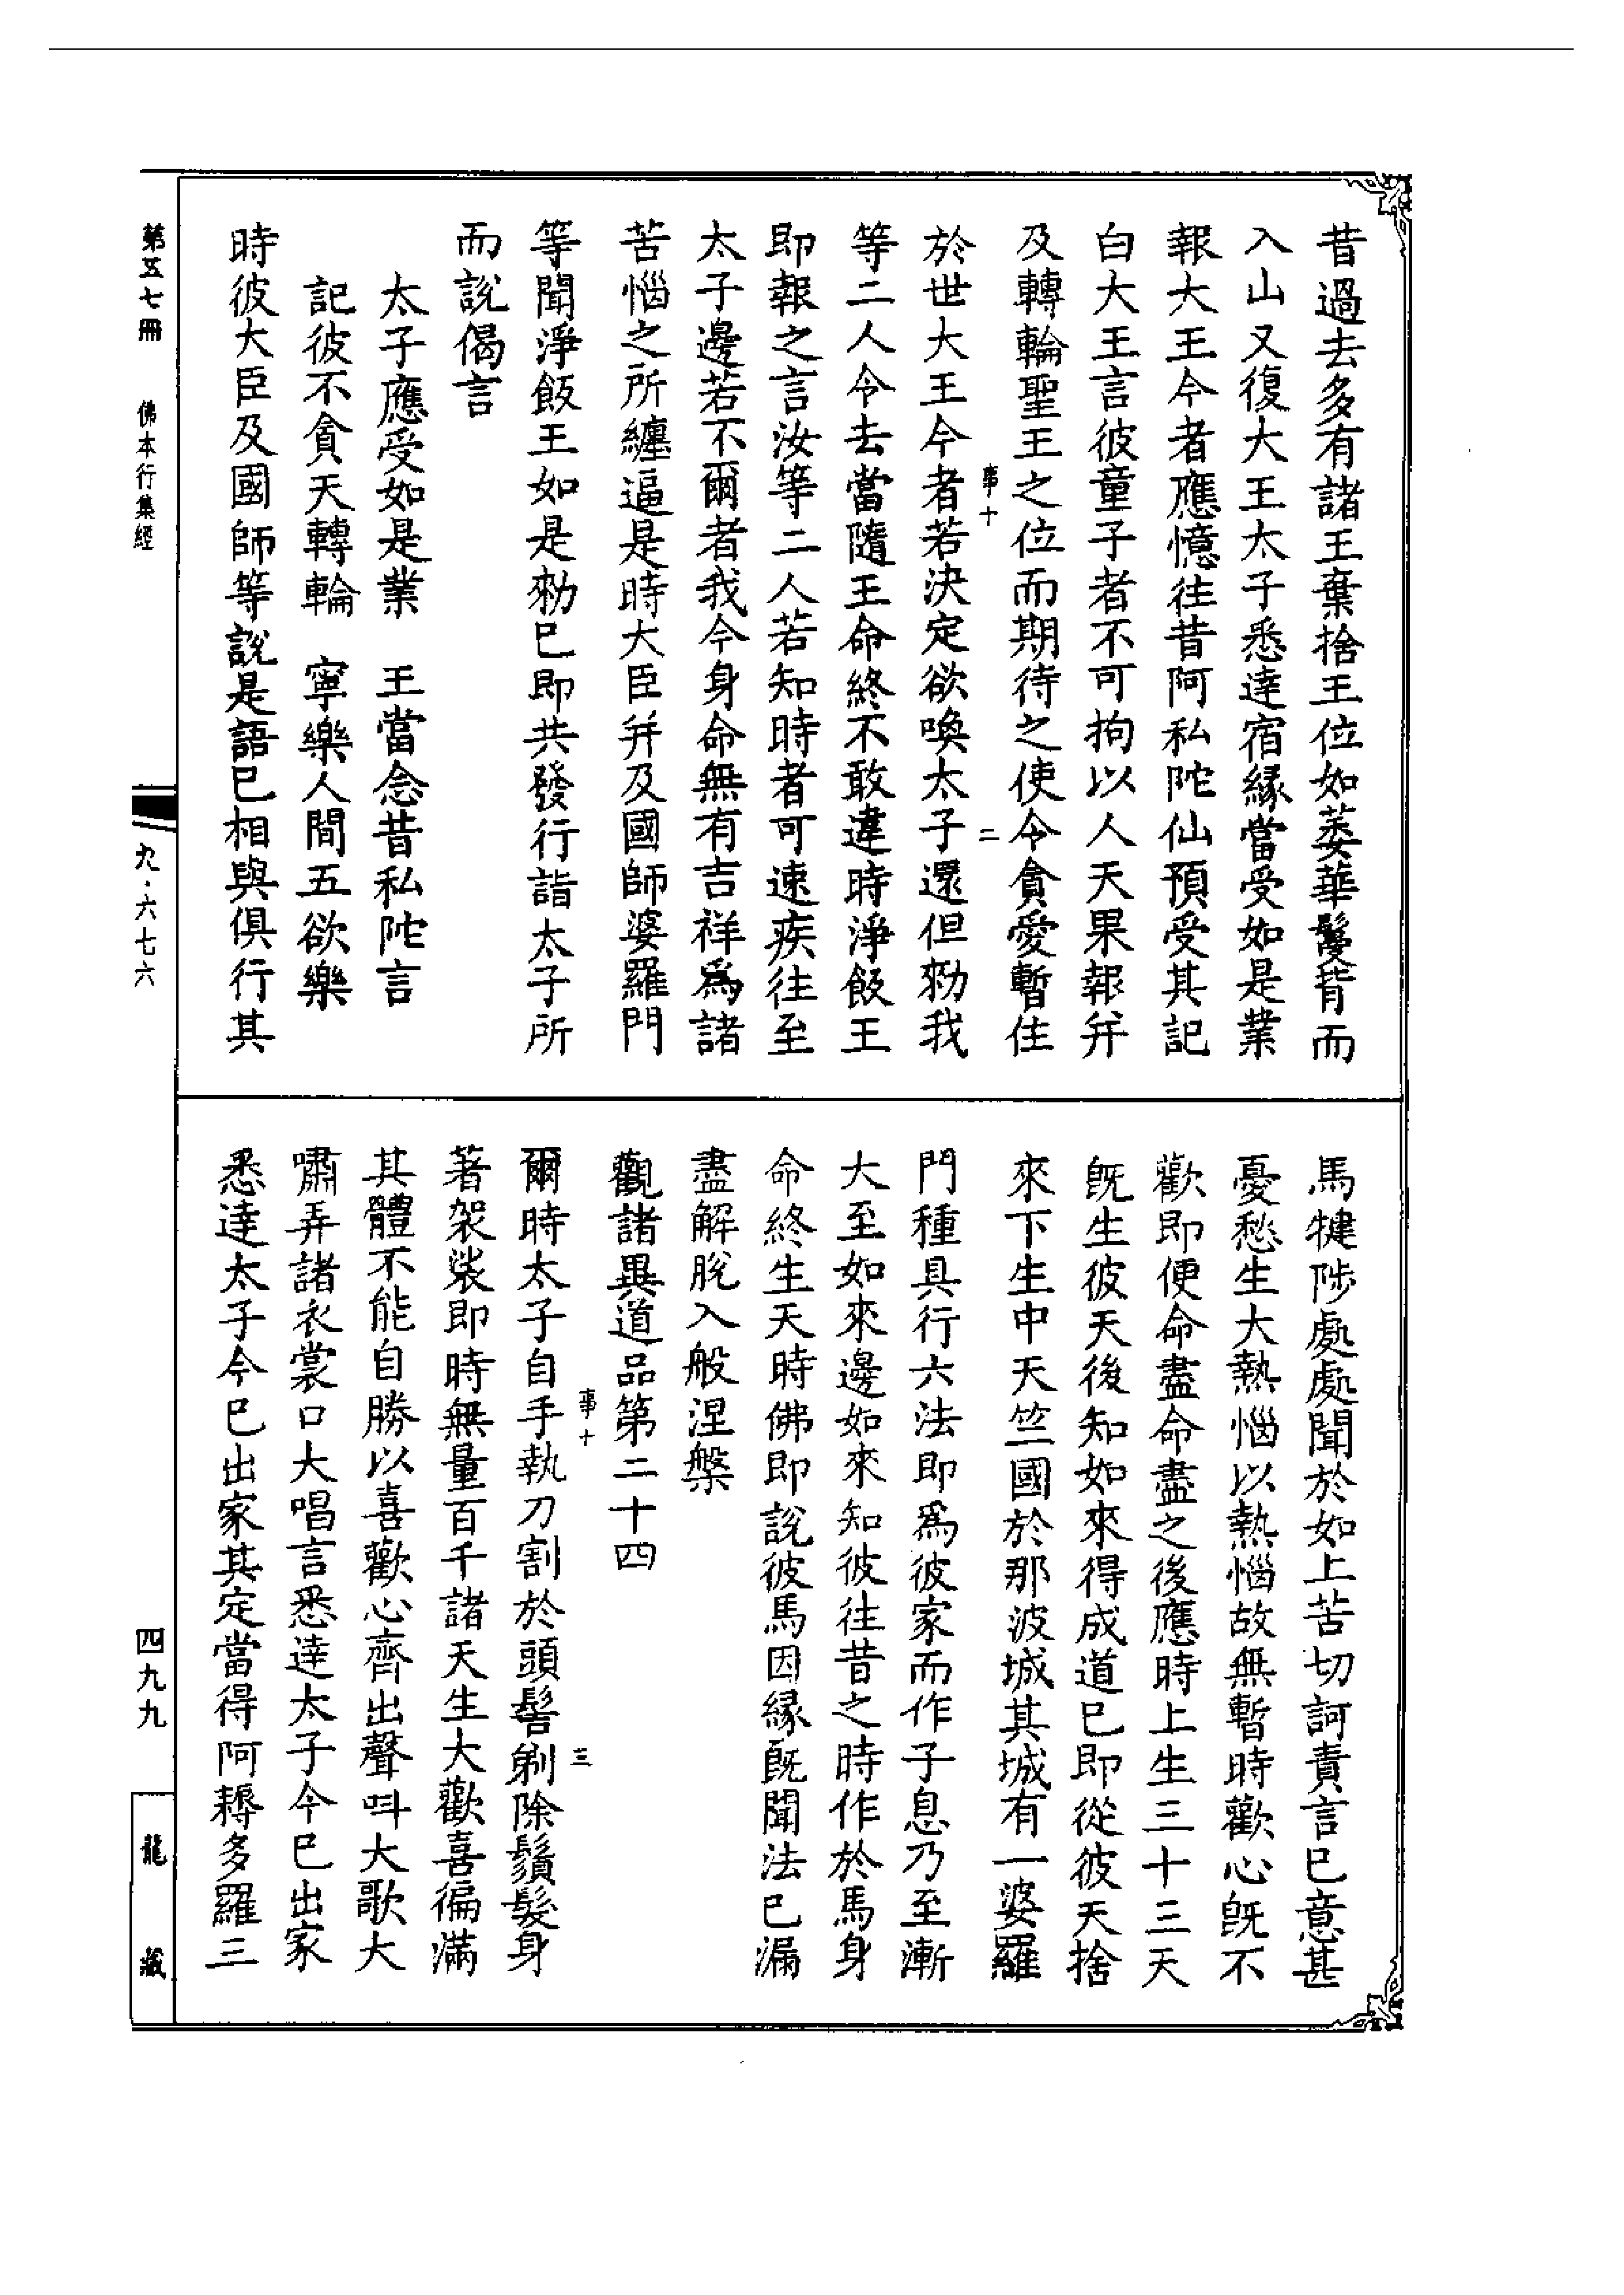 昔過去多有諸王棄捨王位如萎華鬘背而
入山又復大王太子悉達宿緣當受如是業
報大王今者應憶往昔阿私陀仙預受其記
白大王言彼童子者不可拘以人天果報幷
及轉輪聖王之位而期待之使令貪愛暫住
事十 二
於世大王今者若決定欲喚太子還但勑我
等二人令去當隨王命終不敢違時淨飯王
即報之言汝等二人若知時者可速疾往至
太子邊若不爾者我今身命無有吉祥爲諸
苦惱之所纏逼是時大臣幷及國師婆羅門
等聞淨飯王如是勑已即共發行詣太子所
而說偈言
太子應受如是業 王當念昔私陀言
記彼不貪天轉輪 寧樂人間五欲樂
時彼大臣及國師等說是語已相與俱行其
馬犍陟處處聞於如上苦切訶責言已意甚
憂愁生大熱惱以熱惱故無暫時歡心旣不
歡即便命盡命盡之後應時上生三十三天
旣生彼天後知如來得成道已即從彼天捨
來下生中天竺國於那波城其城有一婆羅
門種具行六法即爲彼家而作子息乃至漸
大至如來邊如來知彼往昔之時作於馬身
命終生天時佛即說彼馬因緣旣聞法已漏
盡解脫入般涅槃
觀諸異道品第二十四
事十 三
爾時太子自手執刀割於頭髻剃除鬚髮身
著袈裟即時無量百千諸天生大歡喜徧滿
其體不能自勝以喜歡心齊出聲叫大歌大
嘯弄諸衣裳口大唱言悉達太子今已出家
悉達太子今已出家其定當得阿耨多羅三
第五七冊 佛本行集經
九·六七六
四九九
龍藏